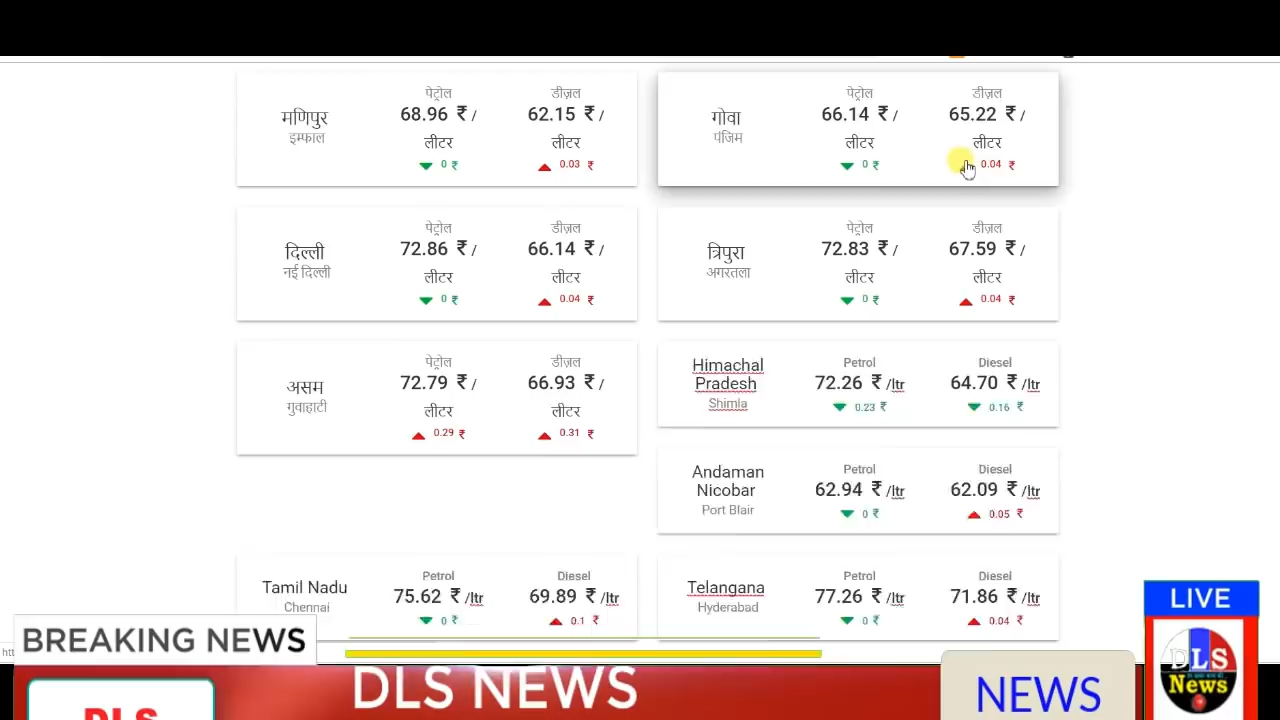 मणिपुर
इम्फाल
पेट्रोल
68.96 ₹ /
लीटर
0 ₹
डीज़ल
62.15 ₹ /
लीटर
0.03 ₹
गोवा
पंजिम
पेट्रोल
66.14 ₹ /
लीटर
0 ₹
डीज़ल
65.22 ₹ /
लीटर
0.04 ₹
दिल्ली
नई दिल्ली
पेट्रोल
72.86 ₹ /
लीटर
0 ₹
डीज़ल
66.14 ₹ /
लीटर
0.04 ₹
त्रिपुरा
अगरतला
पेट्रोल
72.83 ₹ /
लीटर
0 ₹
डीज़ल
67.59 ₹ /
लीटर
0.04 ₹
असम
गुवाहाटी
पेट्रोल
72.79 ₹ /
लीटर
0.29 ₹
डीज़ल
66.93 ₹ /
लीटर
0.31 ₹
Himachal
Pradesh
Shimla
Petrol
72.26 ₹ /ltr
0.23 ₹
Diesel
64.70 ₹ /ltr
0.16 ₹
Andaman
Nicobar
Port Blair
Petrol
62.94 ₹ /ltr
0 ₹
Diesel
62.09 ₹ /ltr
0.05 ₹
Tamil Nadu
Chennai
Petrol
75.62 ₹ /ltr
0 ₹
Diesel
69.89 ₹ /ltr
0.1 ₹
Telangana
Hyderabad
Petrol
77.26 ₹ /ltr
0 ₹
Diesel
71.86 ₹ /ltr
0.04 ₹
BREAKING NEWS
DLS NEWS
DLS
NEWS
LIVE
DLS
News